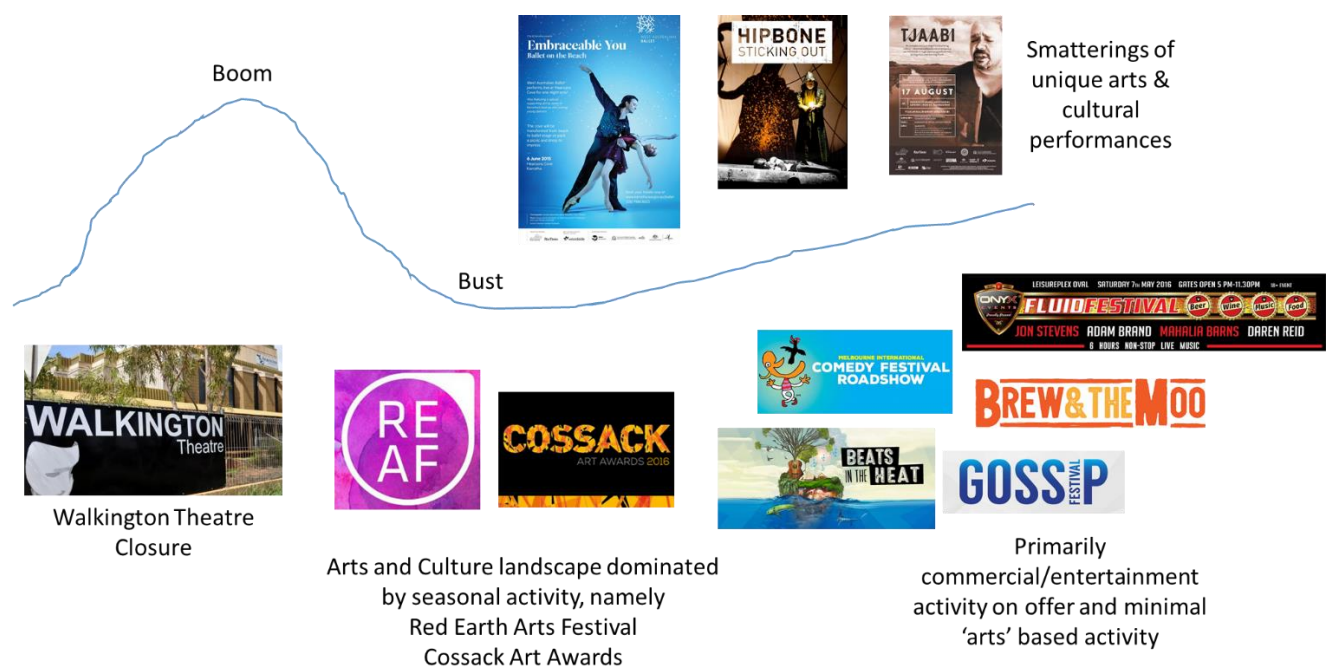 Boom
Embraceable You
Ballet on the Beach
HIPBONE
STICKING OUT
TJAABI
17 AUGUST
Smatterings of
unique arts &
cultural
performances
Bust
LEISUREPLEX OVAL SATURDAY 7TH MAY 2016 GATES OPEN 5 PM-11.30PM 18+ EVENT
ONYX
EVENTS
FLUIDFESTIVAL Beer Wine Music Food
JON STEVENS ADAM BRAND MAHALIA BARNS DAREN REID
6 HOURS NON-STOP LIVE MUSIC
MELBOURNE INTERNATIONAL
COMEDY FESTIVAL
ROADSHOW
BREW&THEMOO
WALKINGTON
Theatre
RE
AF
COSSACK
ART AWARDS 2016
BEATS
IN THE HEAT
GOSSIP
FESTIVAL
Walkington Theatre
Closure
Arts and Culture landscape dominated
by seasonal activity, namely
Red Earth Arts Festival
Cossack Art Awards
Primarily
commercial/entertainment
activity on offer and minimal
‘arts’ based activity